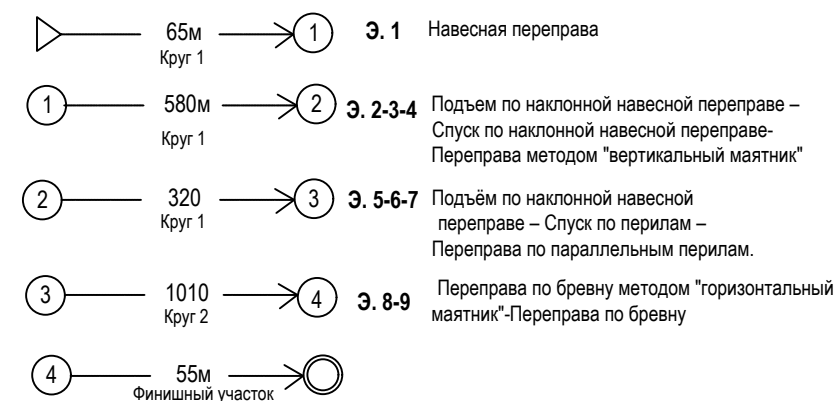 65м 1 Э. 1 Навесная переправа
Круг 1
1 580м 2 Э. 2-3-4 Подъем по наклонной навесной переправе –
Спуск по наклонной навесной переправе-
Круг 1
Переправа методом "вертикальный маятник"
2 320 3 Э. 5-6-7 Подъём по наклонной навесной
Круг 1
переправе – Спуск по перилам –
Переправа по параллельным перилам.
3 1010 4 Э. 8-9 Переправа по бревну методом "горизонтальный
Круг 2
маятник"-Переправа по бревну
4 55м
Финишный участок